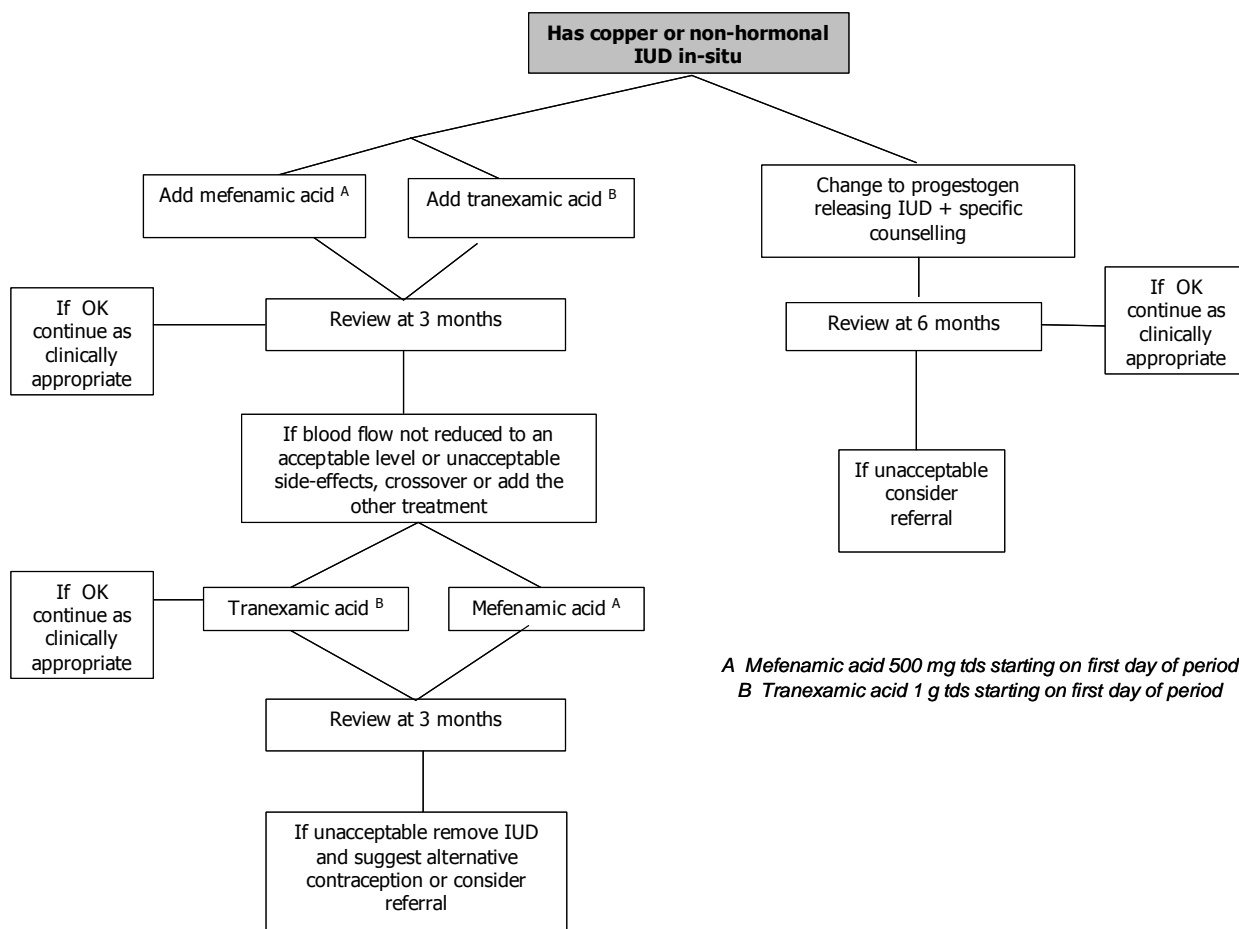 Has copper or non-hormonal
IUD in-situ
Add mefenamic acid A
Add tranexamic acid B
Change to progestogen
releasing IUD + specific
counselling
If OK
continue as
clinically
appropriate
Review at 3 months
Review at 6 months
If OK
continue as
clinically
appropriate
If blood flow not reduced to an
acceptable level or unacceptable
side-effects, crossover or add the
other treatment
If unacceptable
consider
referral
If OK
continue as
clinically
appropriate
Tranexamic acid B
Mefenamic acid A
A Mefenamic acid 500 mg tds starting on first day of period
B Tranexamic acid 1 g tds starting on first day of period
Review at 3 months
If unacceptable remove IUD
and suggest alternative
contraception or consider
referral